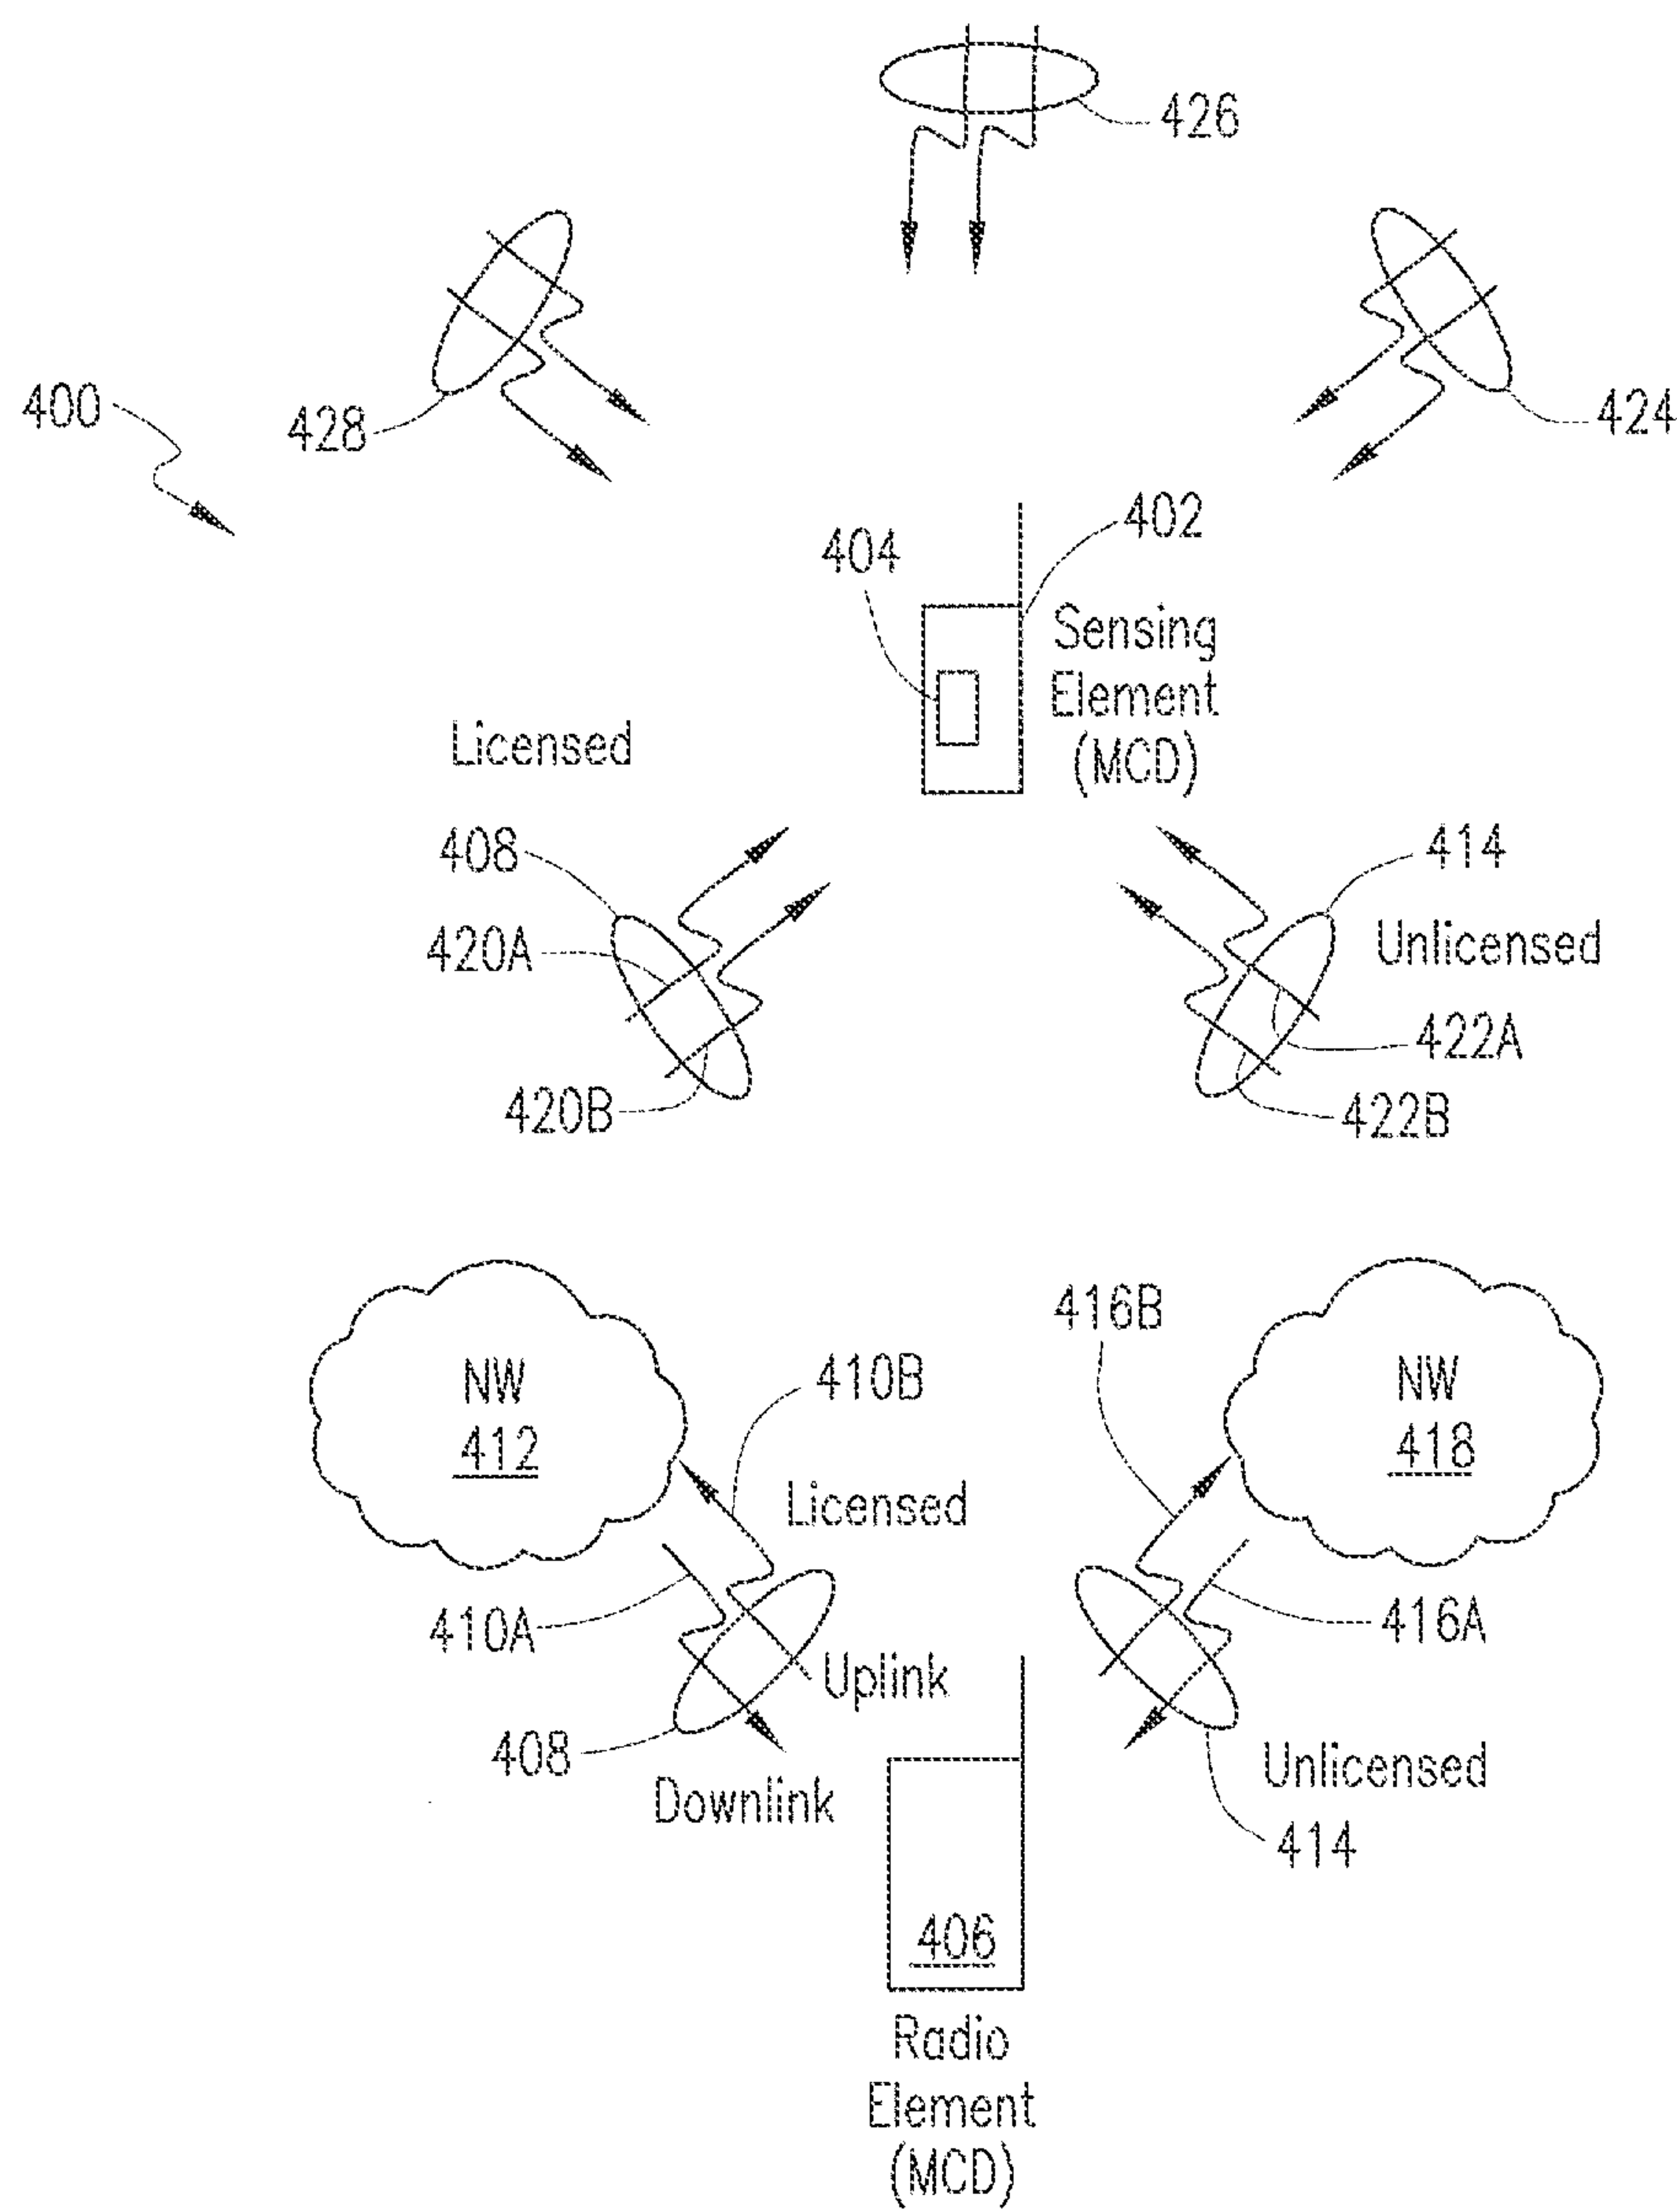 426
400
428
424
404
402
Sensing
Element
(MCD)
Licensed
408
414
420A
Unlicensed
422A
420B
422B
416B
NW
412
410B
NW
418
Licensed
410A
416A
Uplink
408
Unlicensed
Downlink
414
406
Radio
Element
(MCD)